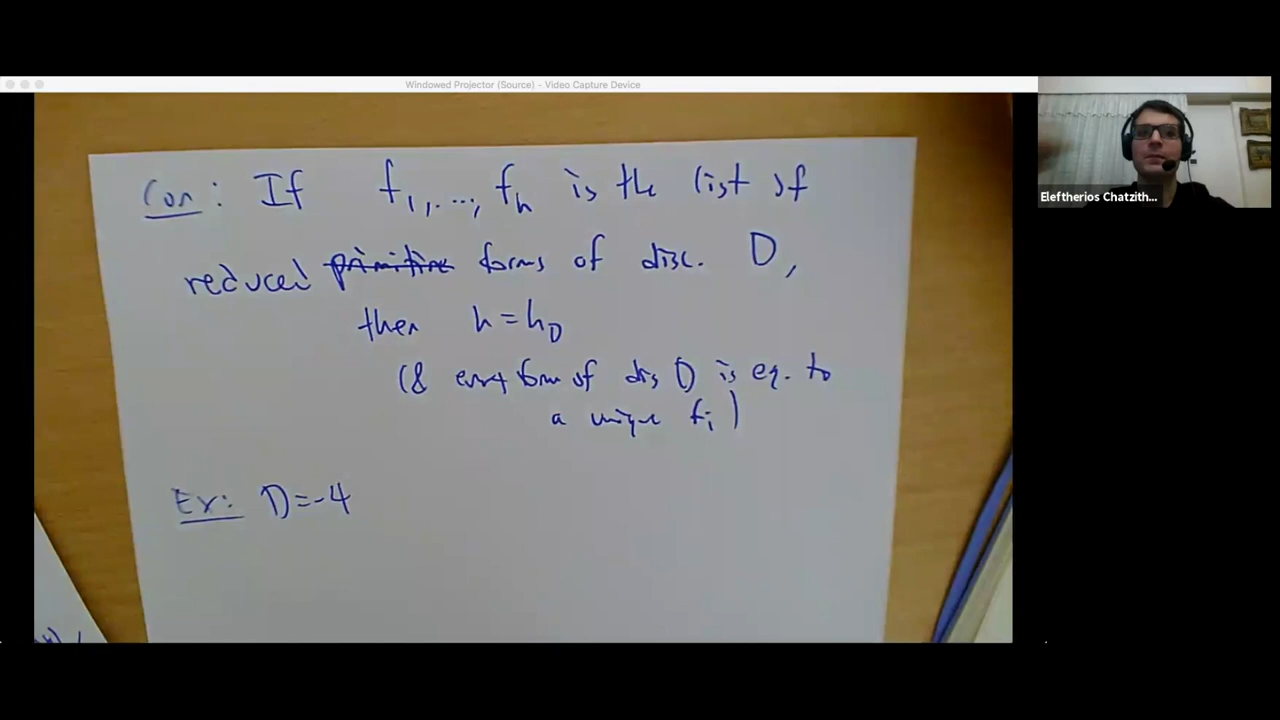 Windowed Projector (Source) - Video Capture Device
Cor: If f₁,...,fₕ is the list of
reduced ~~primitive~~ forms of disc. D,
then h=h_D
(& every form of dis D is eq. to
a unique fᵢ)
Ex: D=-4
Eleftherios Chatzith...